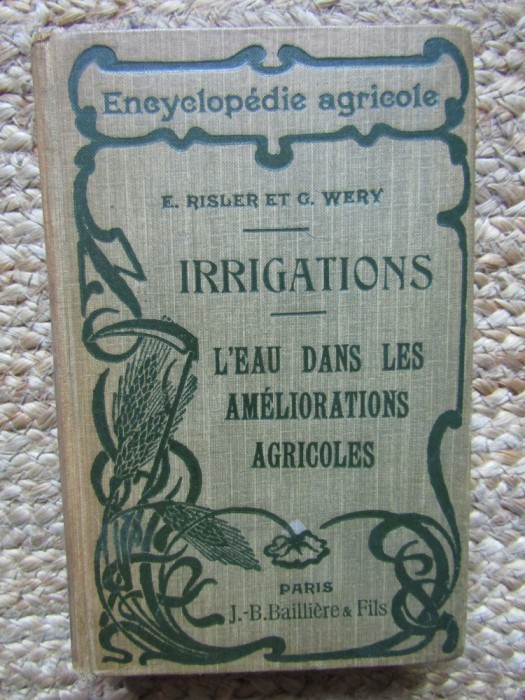 Encyclopédie agricole
E. RISLER ET G. WERY
IRRIGATIONS
L'EAU DANS LES
AMÉLIORATIONS
AGRICOLES
PARIS
J.-B. Baillière & Fils